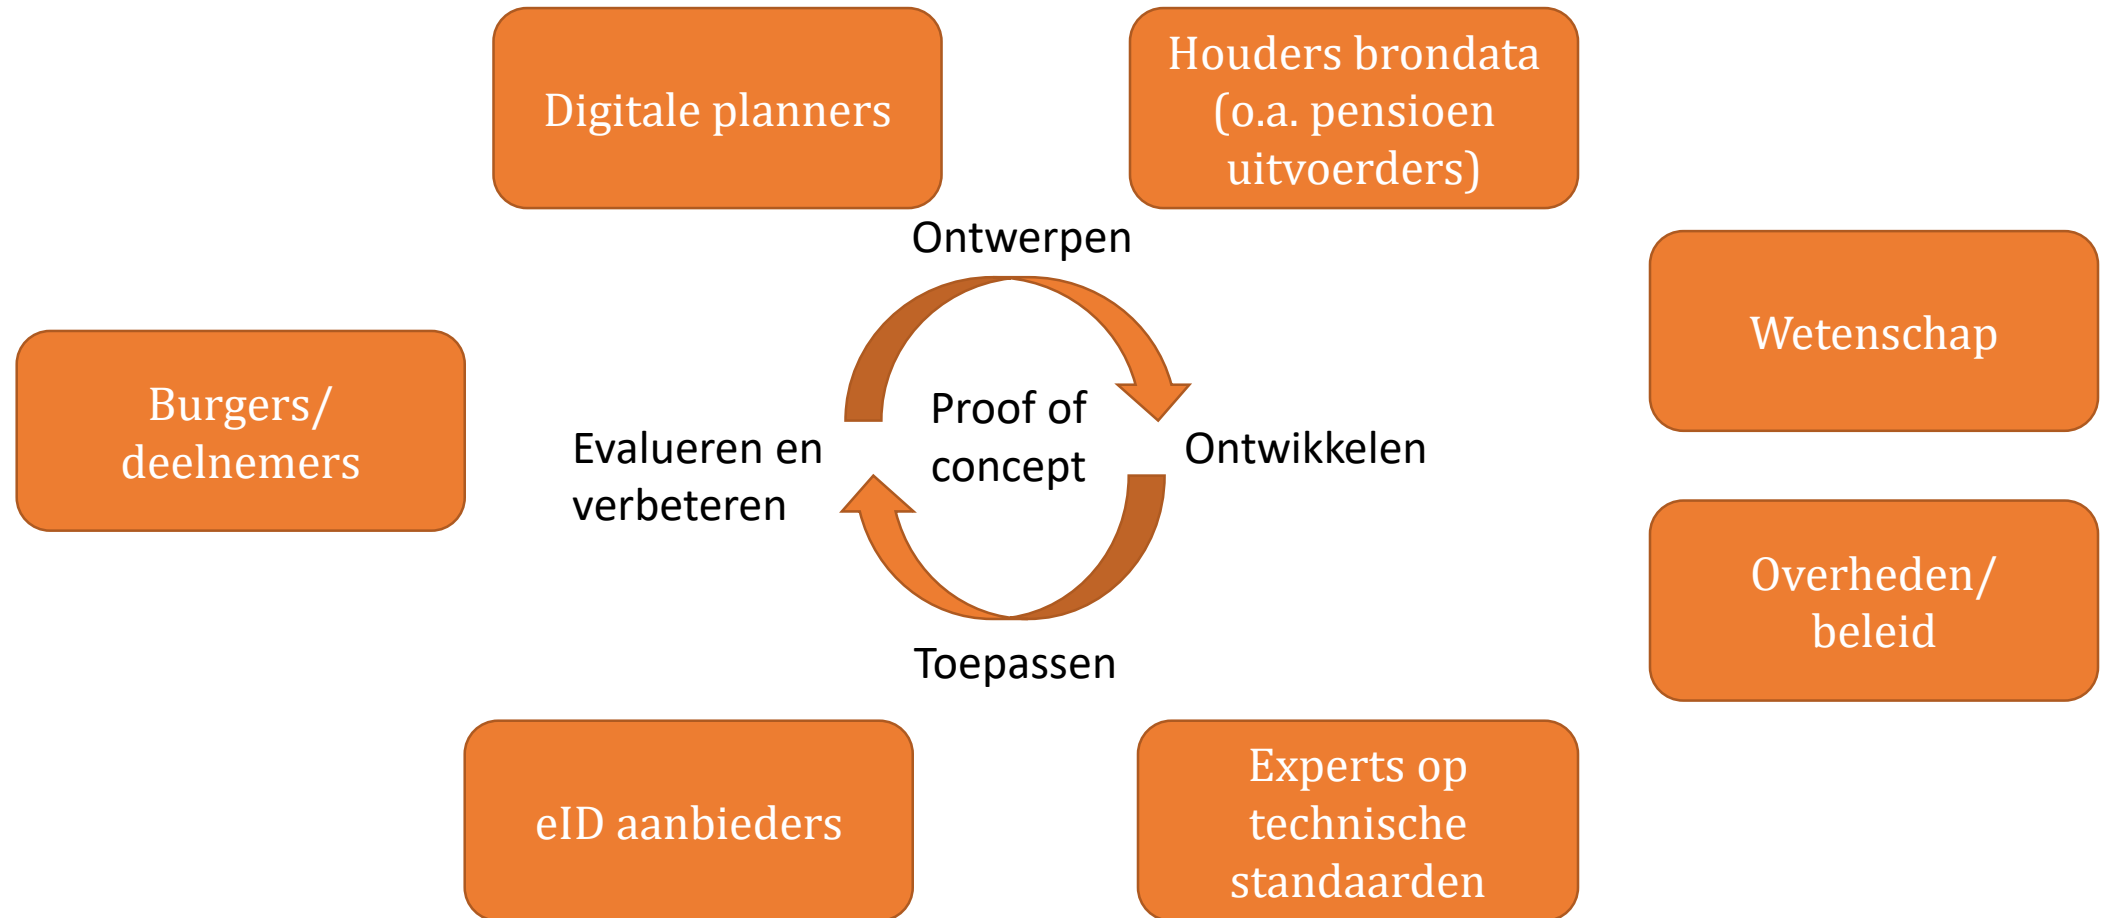 Digitale planners
Houders brondata
(o.a. pensioen
uitvoerders)
Ontwerpen
Wetenschap
Burgers/
deelnemers
Evalueren en
verbeteren
Proof of
concept
Ontwikkelen
Overheden/
beleid
Toepassen
eID aanbieders
Experts op
technische
standaarden